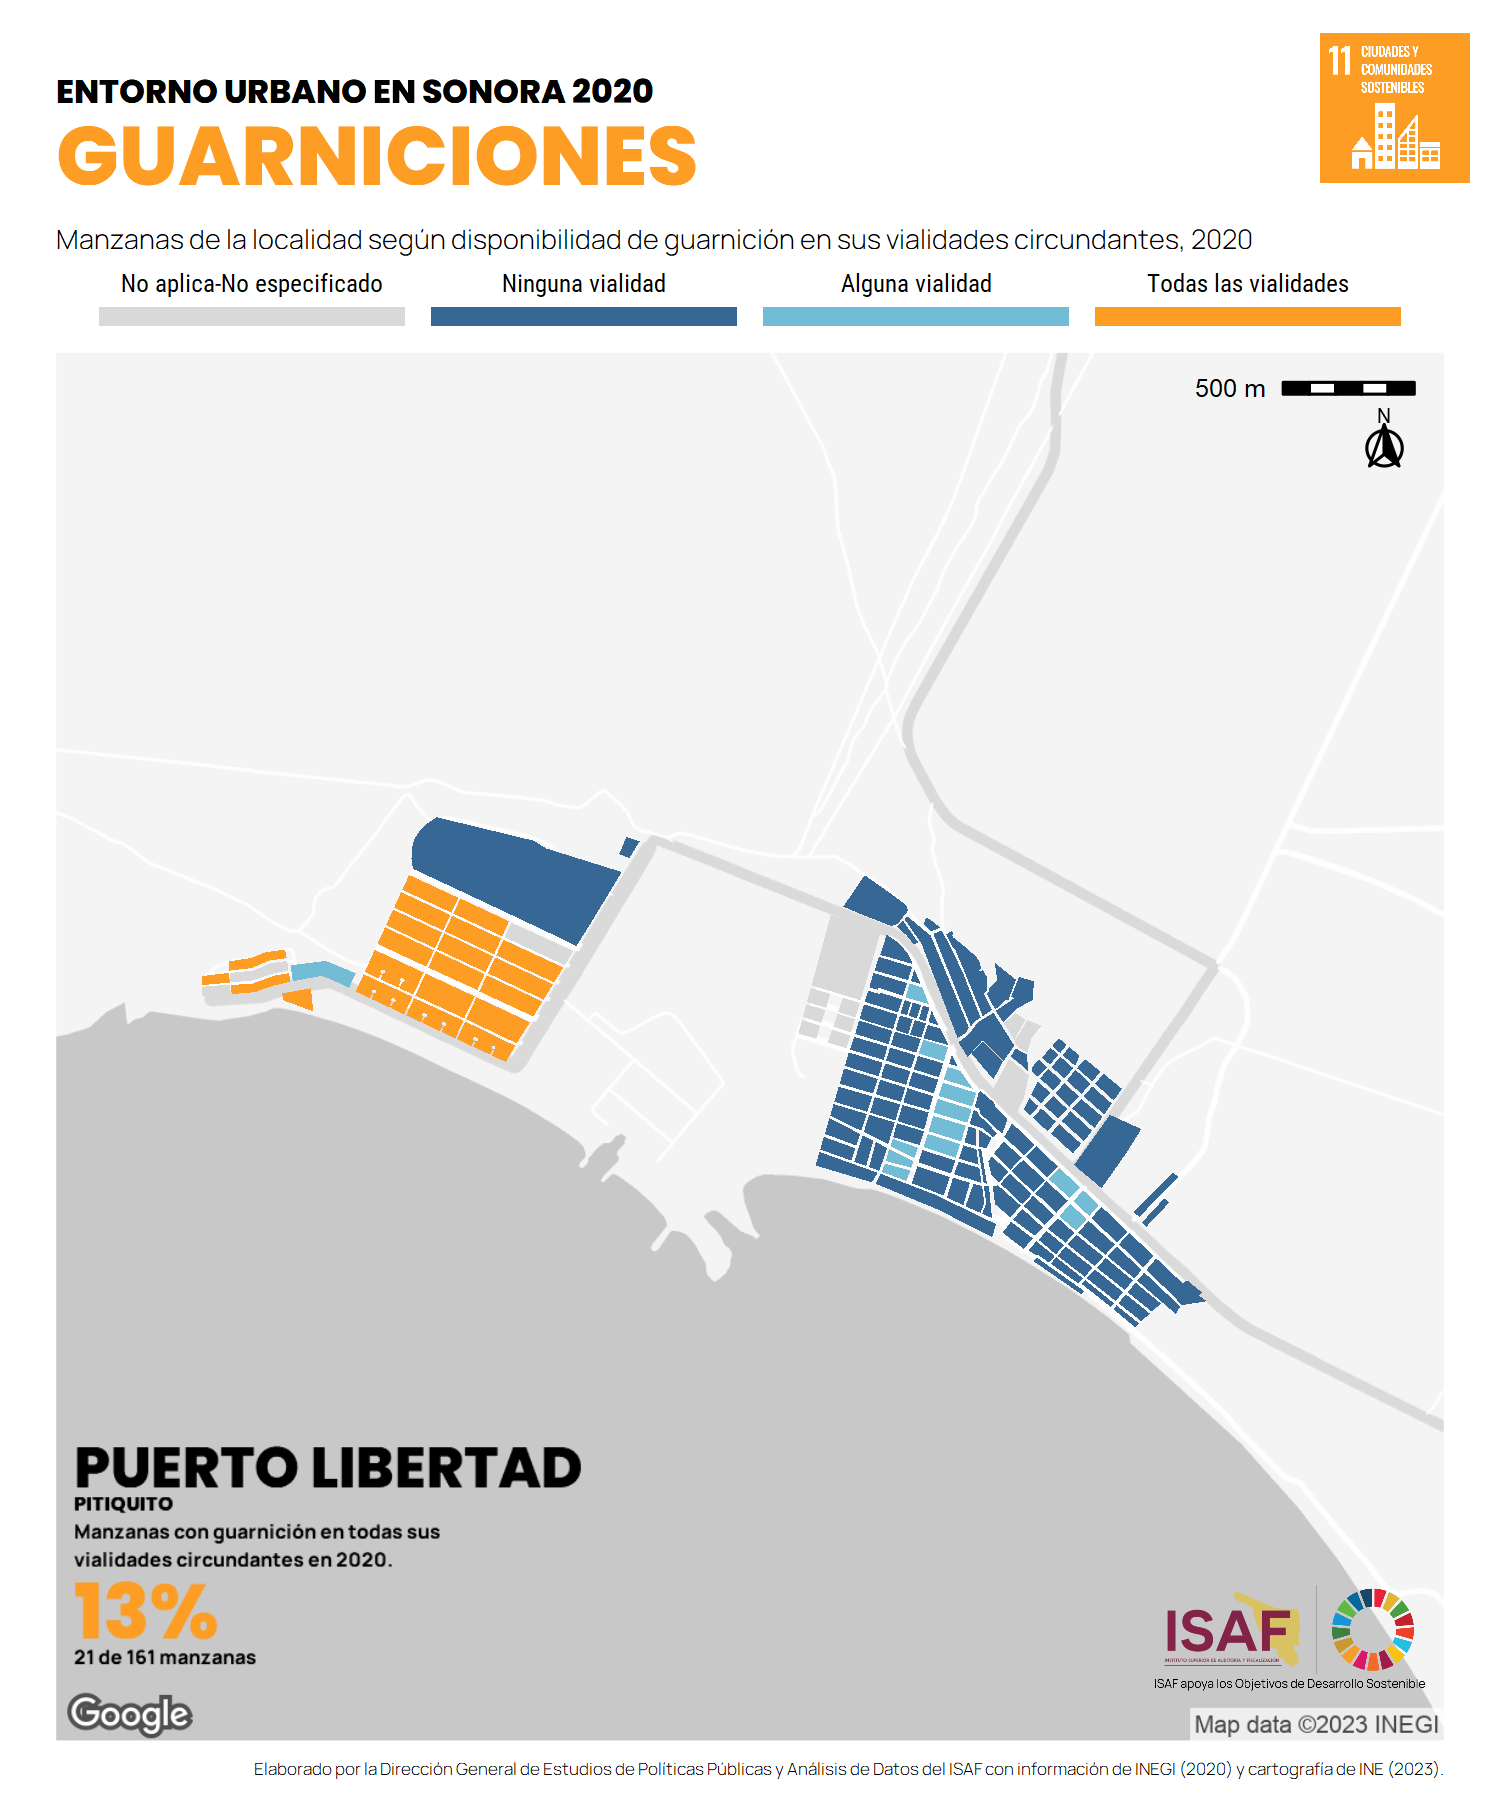 ENTORNO URBANO EN SONORA 2020
GUARNICIONES
11 CIUDADES Y
COMUNIDADES
SOSTENIBLES
Manzanas de la localidad según disponibilidad de guarnición en sus vialidades circundantes, 2020
No aplica-No especificado
Ninguna vialidad
Alguna vialidad
Todas las vialidades
500 m
N
PUERTO LIBERTAD
PITIQUITO
Manzanas con guarnición en todas sus
vialidades circundantes en 2020.
13%
21 de 161 manzanas
Google
ISAF
INSTITUTO SUPERIOR DE AUDITORÍA Y FISCALIZACIÓN
ISAF apoya los Objetivos de Desarrollo Sostenible
Map data ©2023 INEGI
Elaborado por la Dirección General de Estudios de Políticas Públicas y Análisis de Datos del ISAF con información de INEGI (2020) y cartografía de INE (2023).